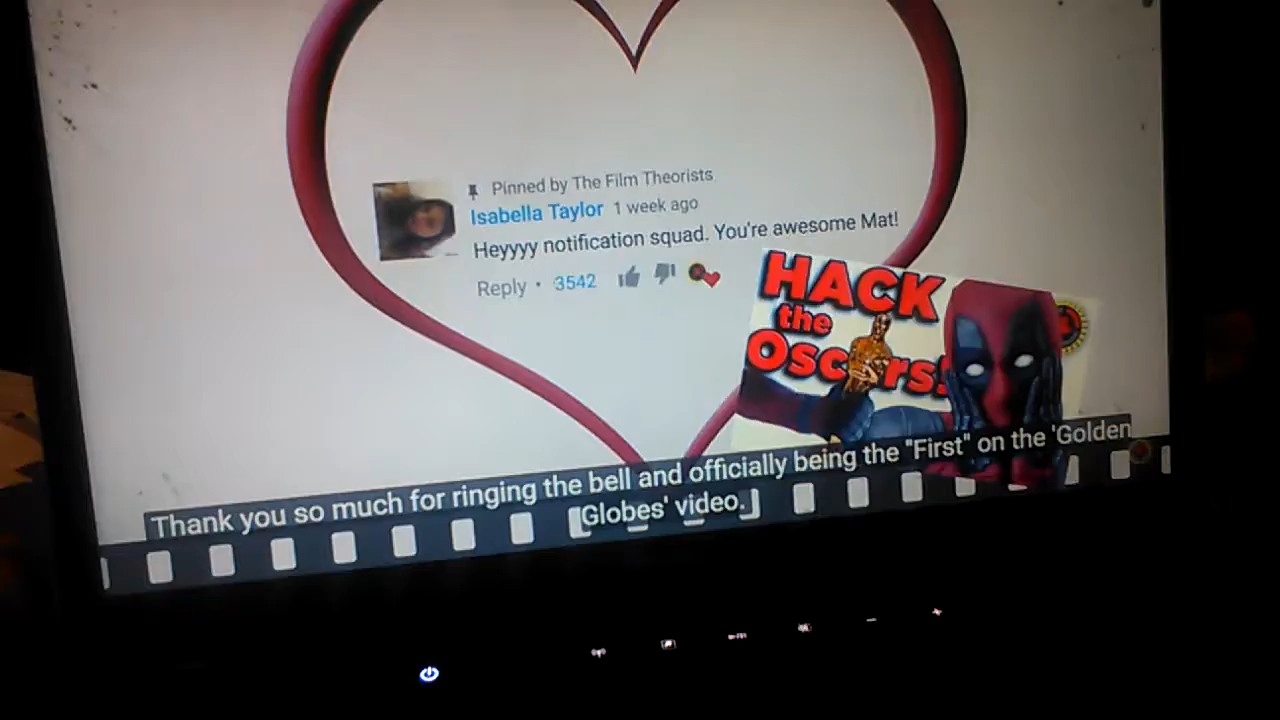 Pinned by The Film Theorists
Isabella Taylor 1 week ago
Heyyyy notification squad. You're awesome Mat!
Reply • 3542
HACK
the
Oscars!
Thank you so much for ringing the bell and officially being the "First" on the 'Golden
Globes' video.